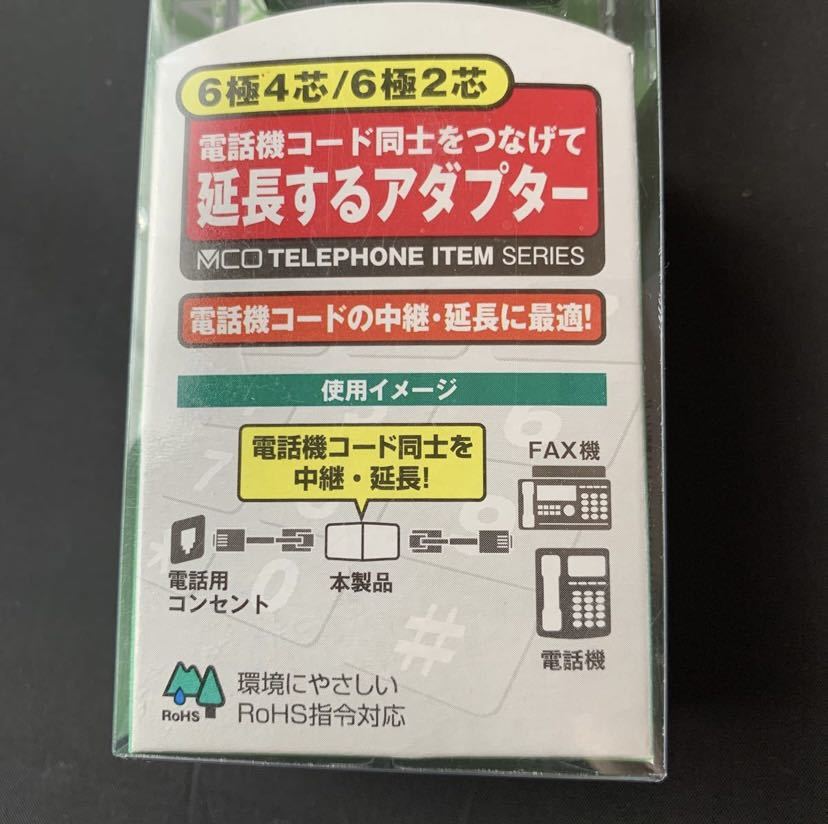 6極4芯/6極2芯
電話機コード同士をつなげて
延長するアダプター
MCO TELEPHONE ITEM SERIES
電話機コードの中継・延長に最適!
使用イメージ
電話機コード同士を
中継・延長!
FAX機
電話用
コンセント
本製品
電話機
7
8
9
*
0
#
RoHS
環境にやさしい
RoHS指令対応